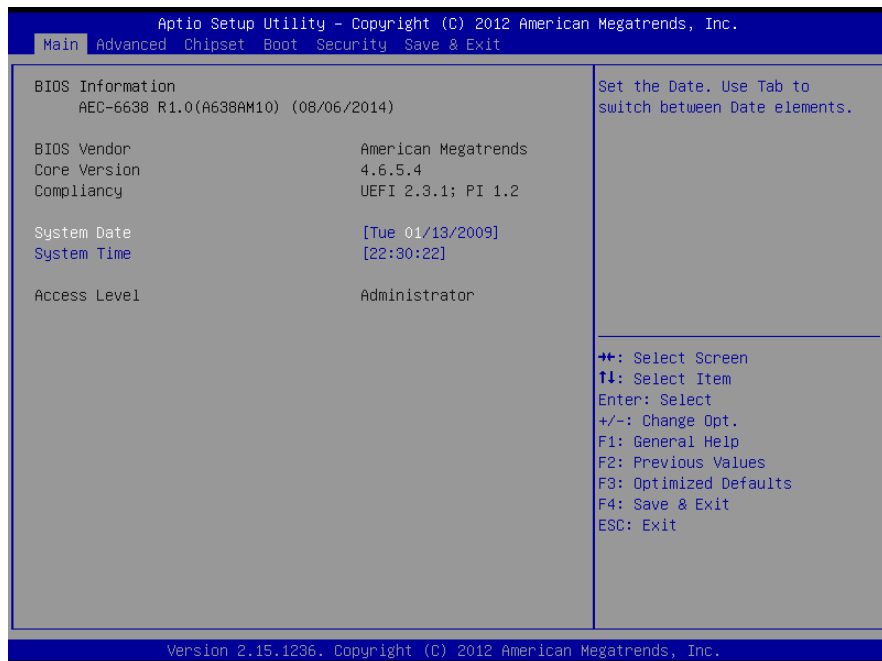 Aptio Setup Utility – Copyright (C) 2012 American Megatrends, Inc.
Main Advanced Chipset Boot Security Save & Exit
BIOS Information
AEC-6638 R1.0(A638AM10) (08/06/2014)
BIOS Vendor American Megatrends
Core Version 4.6.5.4
Compliancy UEFI 2.3.1; PI 1.2
System Date [Tue 01/13/2009]
System Time [22:30:22]
Access Level Administrator
Set the Date. Use Tab to
switch between Date elements.
→←: Select Screen
↑↓: Select Item
Enter: Select
+/-: Change Opt.
F1: General Help
F2: Previous Values
F3: Optimized Defaults
F4: Save & Exit
ESC: Exit
Version 2.15.1236. Copyright (C) 2012 American Megatrends, Inc.